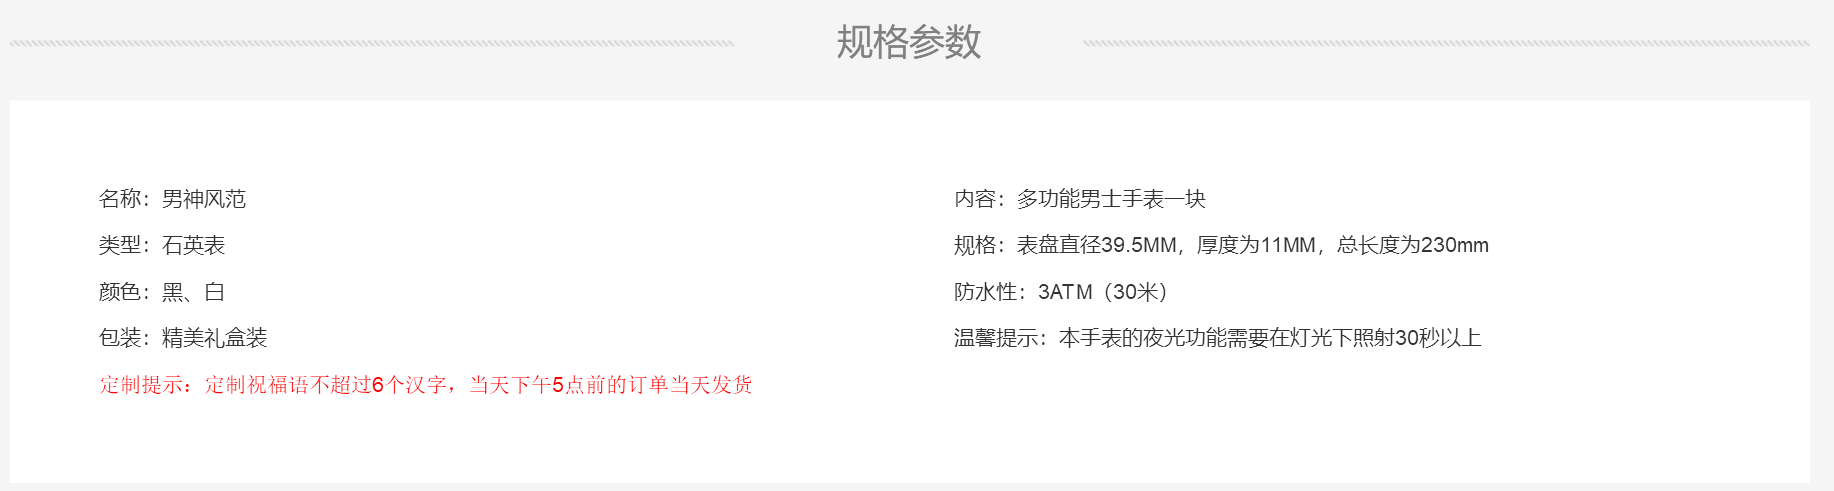 规格参数
名称：男神风范
内容：多功能男士手表一块
类型：石英表
规格：表盘直径39.5MM，厚度为11MM，总长度为230mm
颜色：黑、白
防水性：3ATM（30米）
包装：精美礼盒装
温馨提示：本手表的夜光功能需要在灯光下照射30秒以上
定制提示：定制祝福语不超过6个汉字，当天下午5点前的订单当天发货